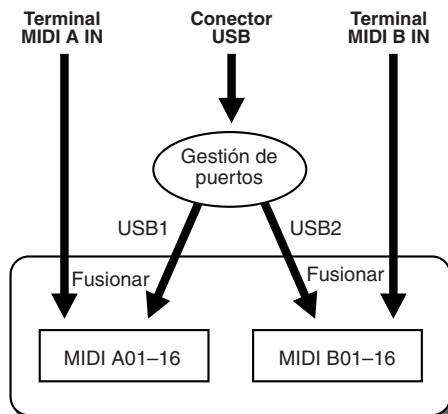 Terminal
MIDI A IN
Conector
USB
Terminal
MIDI B IN
Gestión de
puertos
USB1
USB2
Fusionar
Fusionar
MIDI A01–16
MIDI B01–16